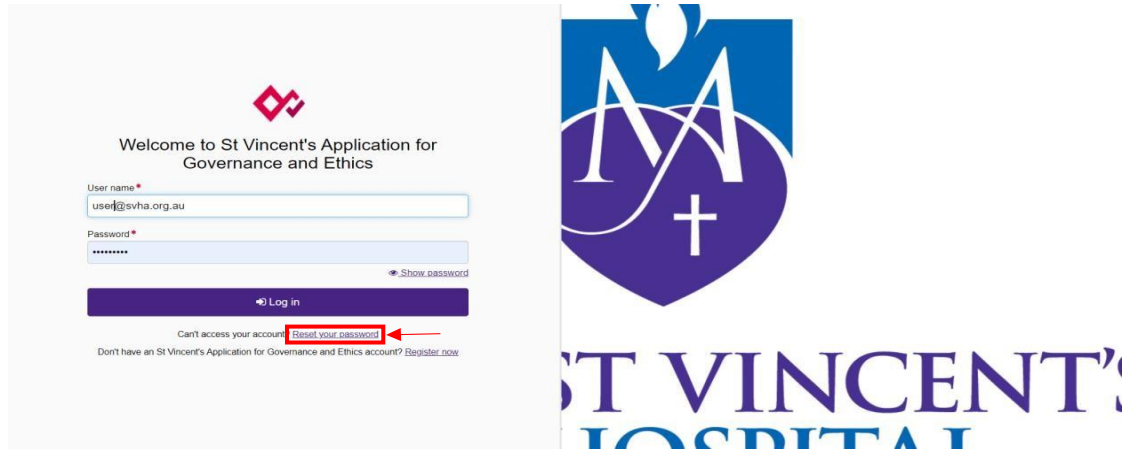 Welcome to St Vincent's Application for
Governance and Ethics
User name *
user@svha.org.au
Password *
•••••••••
Show password
Log in
Can't access your account? Reset your password
Don't have an St Vincent's Application for Governance and Ethics account? Register now
ST VINCENT'S
HOSPITAL